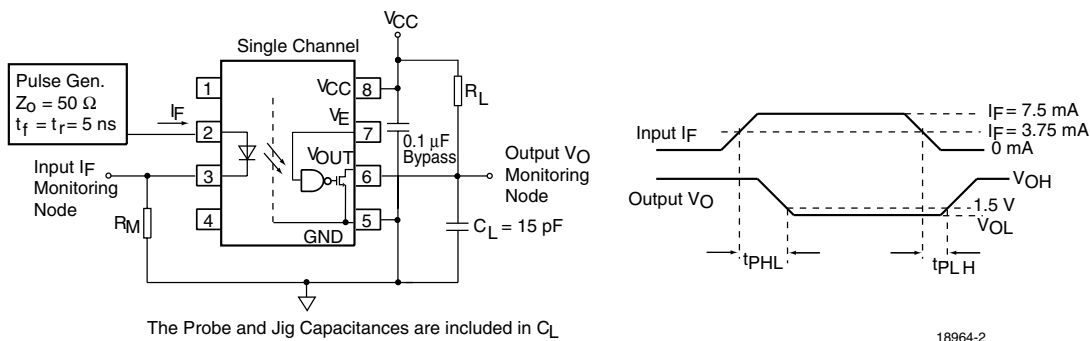 VCC
Single Channel
Pulse Gen.
ZO = 50 Ω
tf = tr = 5 ns
IF
1
2
3
4
VCC
VE
VOUT
GND
8
7
6
5
RL
0.1 µF
Bypass
Input IF
Monitoring
Node
RM
Output VO
Monitoring
Node
CL = 15 pF
The Probe and Jig Capacitances are included in CL
Input IF
IF = 7.5 mA
IF = 3.75 mA
0 mA
Output VO
VOH
1.5 V
VOL
tPHL
tPLH
18964-2